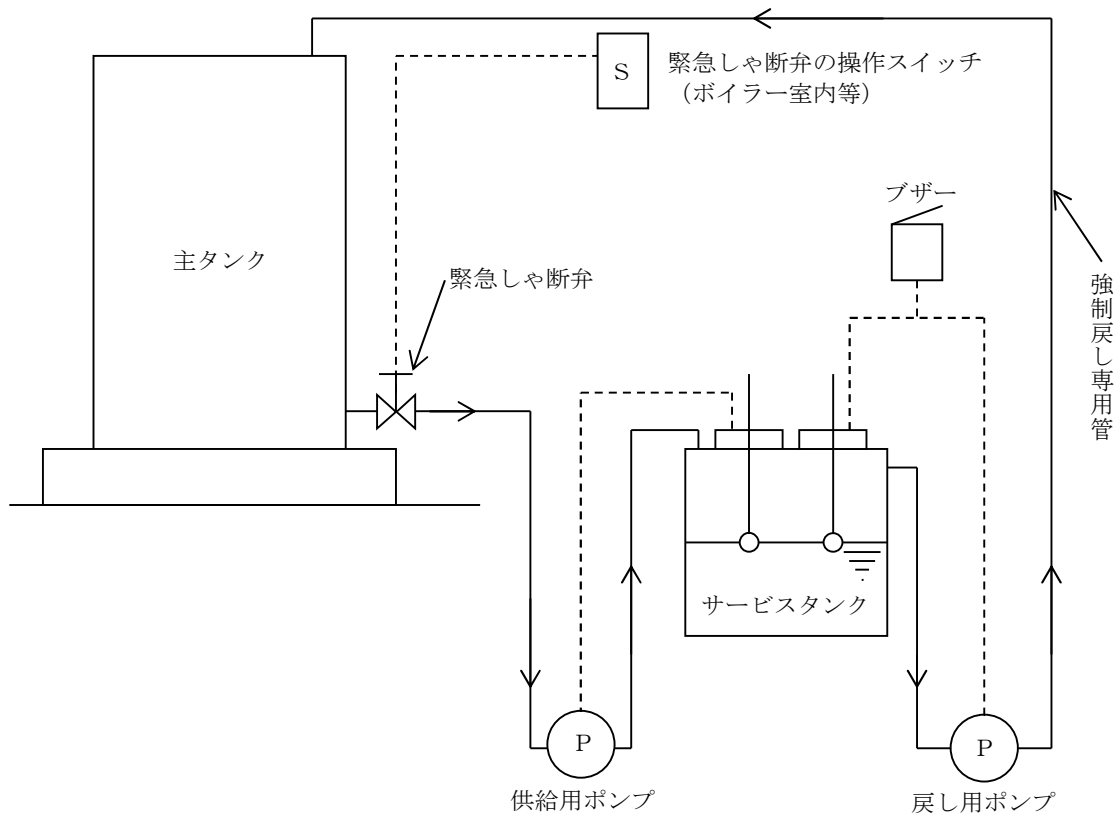 S
緊急しゃ断弁の操作スイッチ
（ボイラー室内等）
ブザー
主タンク
緊急しゃ断弁
強制戻し専用管
サービスタンク
P
供給用ポンプ
P
戻し用ポンプ